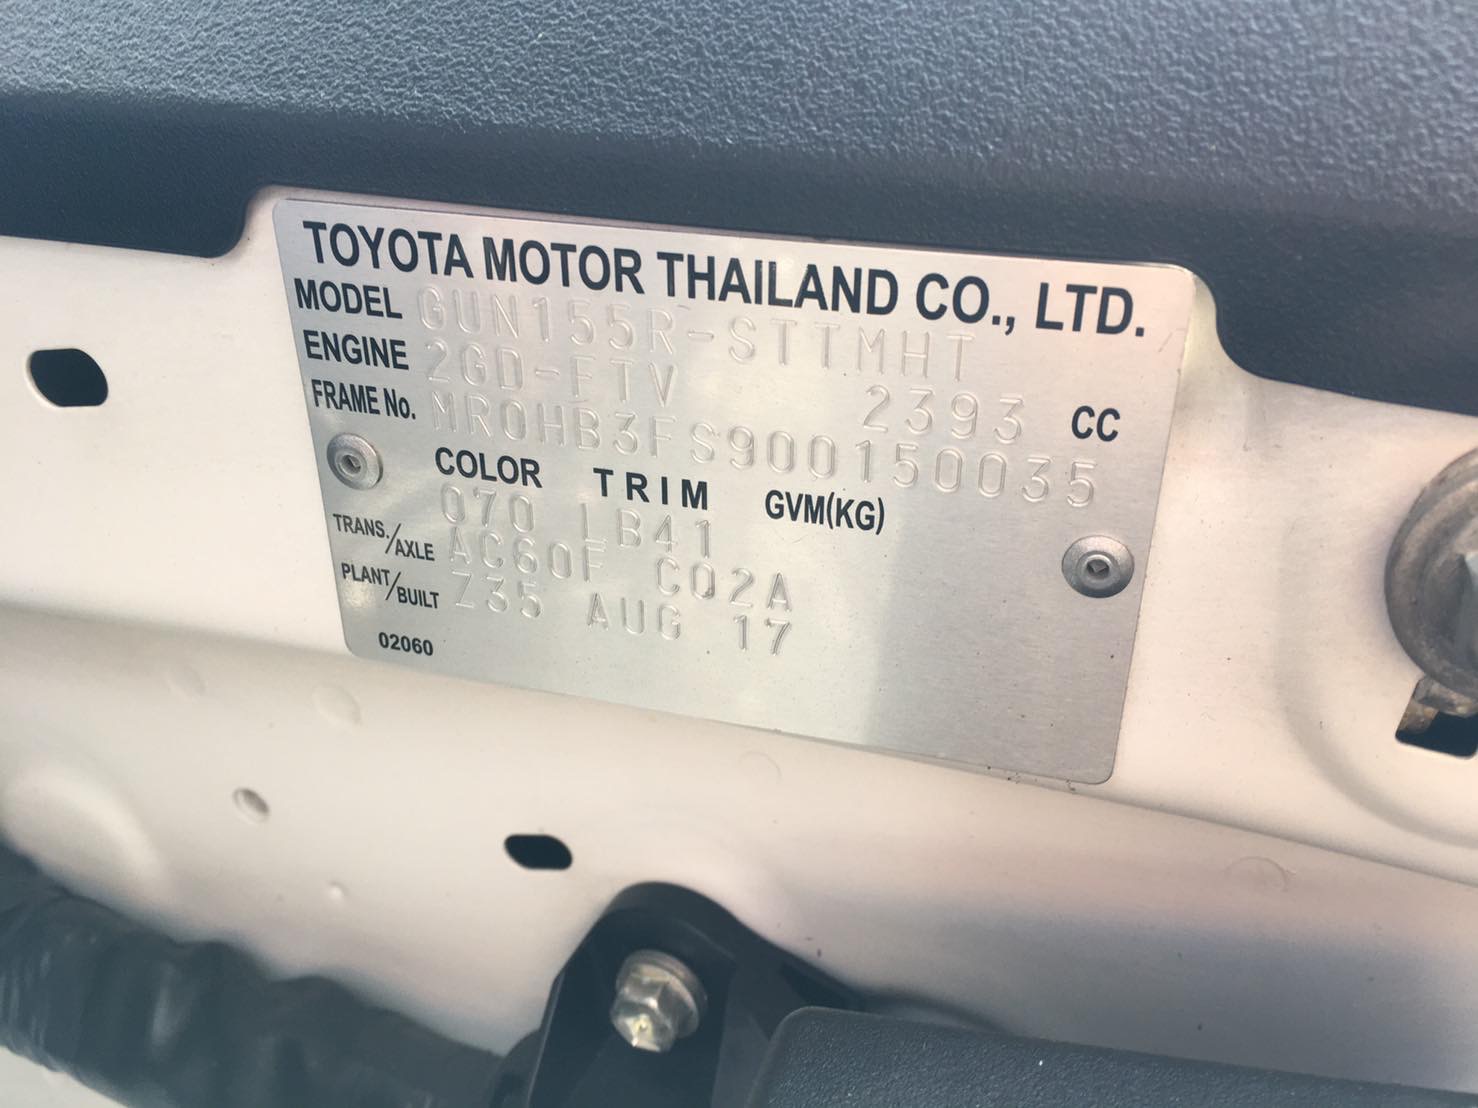 TOYOTA MOTOR THAILAND CO., LTD.
MODEL GUN155R-STTMHT
ENGINE 2GD-FTV 2393 CC
FRAME No. MR0HB3FS900150035
COLOR TRIM GVM(KG)
070 LB41
TRANS./AXLE AC60F C02A
PLANT/BUILT Z35 AUG 17
02060